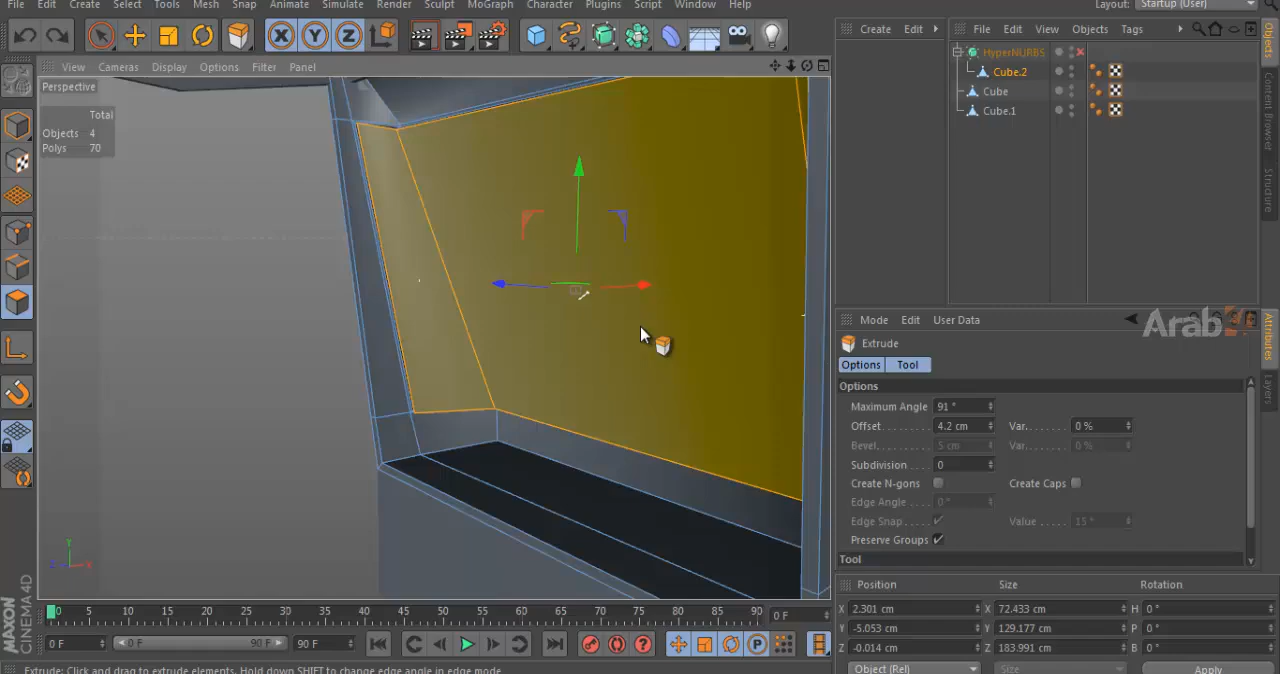 File Edit Create Select Tools Mesh Snap Animate Simulate Render Sculpt MoGraph Character Plugins Script Window Help
Layout: Startup (User)
X Y Z
View Cameras Display Options Filter Panel
Create Edit
File Edit View Objects Tags
Perspective
Total
Objects 4
Polys 70
HyperNURBS
Cube.2
Cube
Cube.1
Objects
Content Browser
Structure
Mode Edit User Data
Arab
Attributes
Layers
Extrude
Options Tool
Options
Maximum Angle 91 °
Offset 4.2 cm Var. 0 %
Bevel 5 cm Var. 0 %
Subdivision 0
Create N-gons Create Caps
Edge Angle 0 °
Edge Snap Value 15 °
Preserve Groups
Tool
Y
Z X
0 5 10 15 20 25 30 35 40 45 50 55 60 65 70 75 80 85 90 0 F
0 F 0 F 90 F 90 F
P
Position Size Rotation
X 2.301 cm X 72.433 cm H 0 °
Y -5.053 cm Y 129.177 cm P 0 °
Z -0.014 cm Z 183.991 cm B 0 °
Object (Rel) Size Apply
MAXON
CINEMA 4D
Extrude: Click and drag to extrude elements. Hold down SHIFT to change edge angle in edge mode.